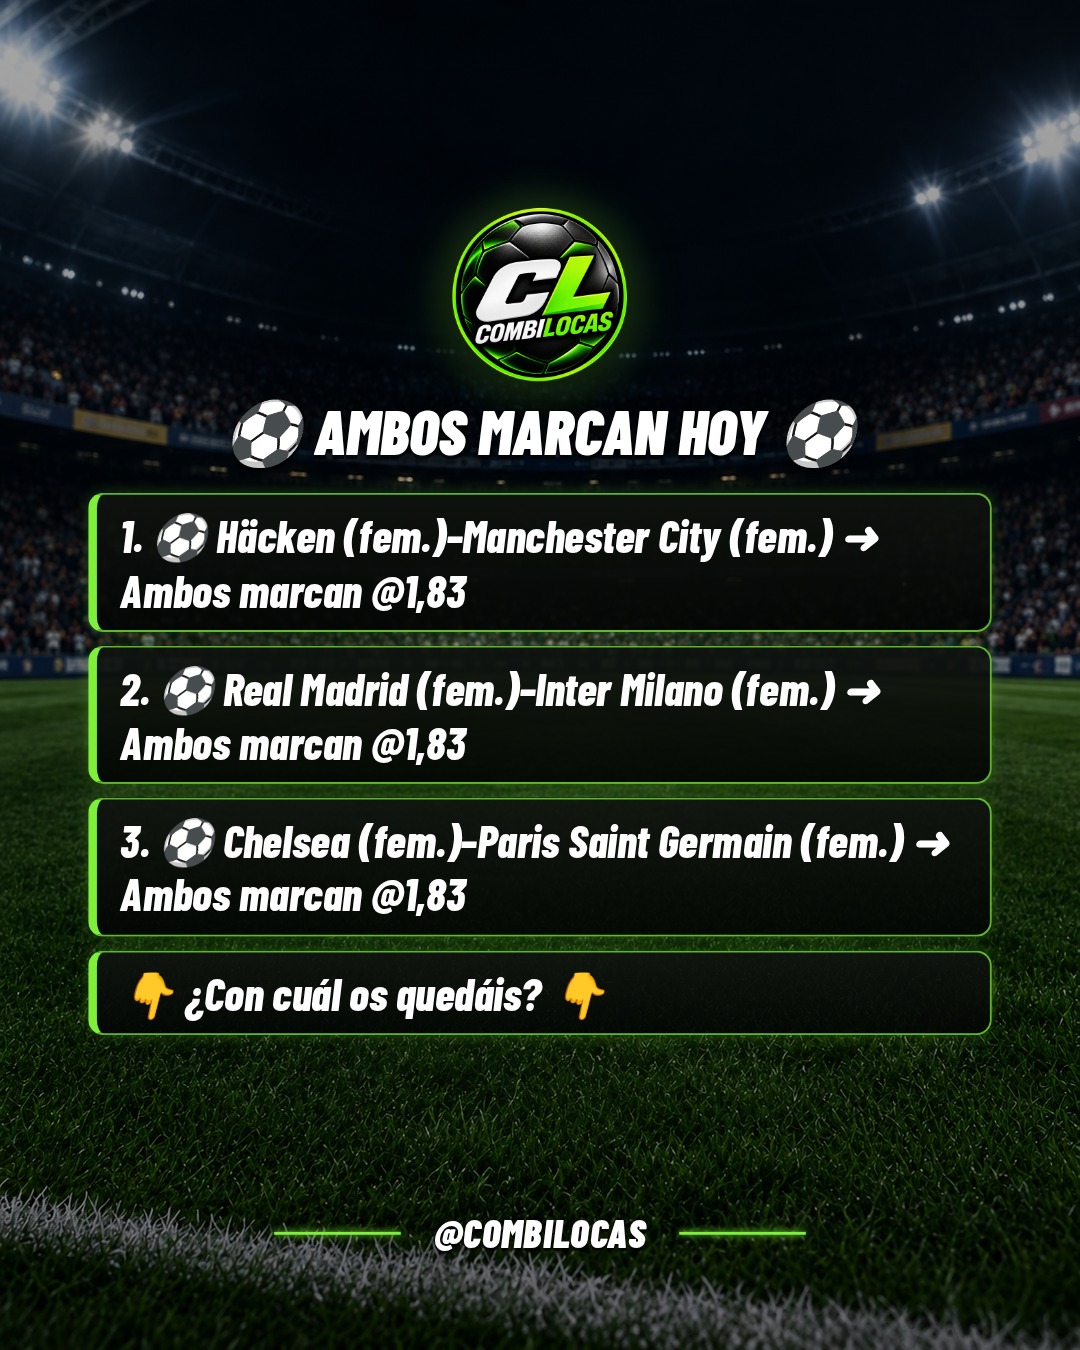 CL
COMBILOCAS
⚽ AMBOS MARCAN HOY ⚽
1. ⚽ Häcken (fem.)-Manchester City (fem.) ➜
Ambos marcan @1,83
2. ⚽ Real Madrid (fem.)-Inter Milano (fem.) ➜
Ambos marcan @1,83
3. ⚽ Chelsea (fem.)-Paris Saint Germain (fem.) ➜
Ambos marcan @1,83
👇 ¿Con cuál os quedáis? 👇
@COMBILOCAS